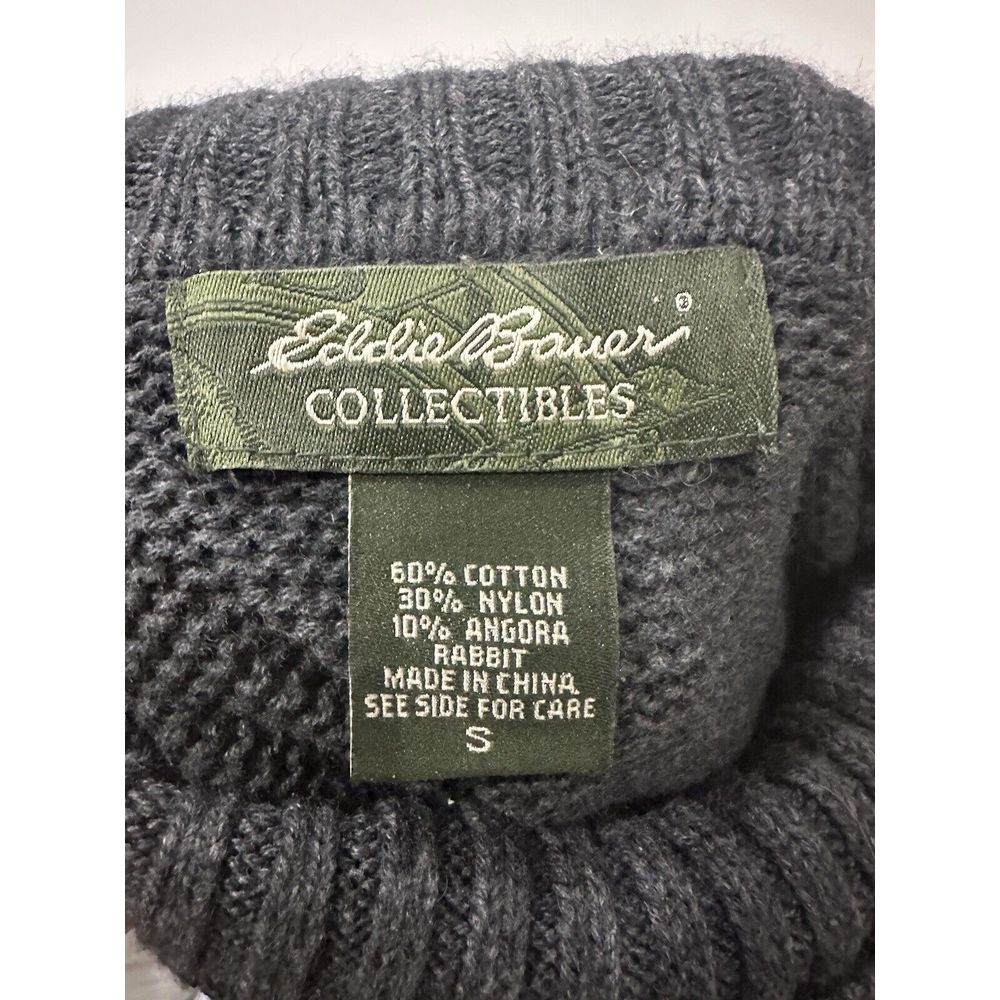 Eddie Bauer®
COLLECTIBLES
60% COTTON
30% NYLON
10% ANGORA
RABBIT
MADE IN CHINA
SEE SIDE FOR CARE
S